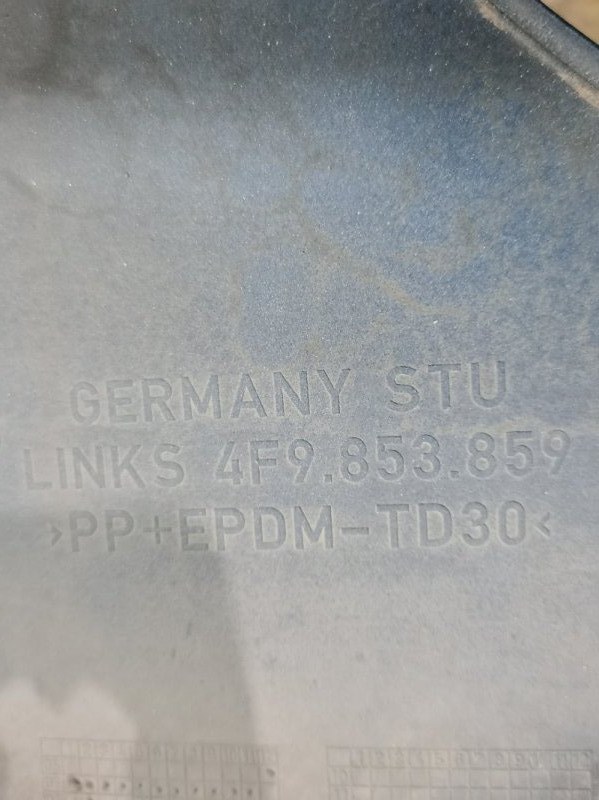 GERMANY STU
LINKS 4F9.853.859
>PP+EPDM-TD30<